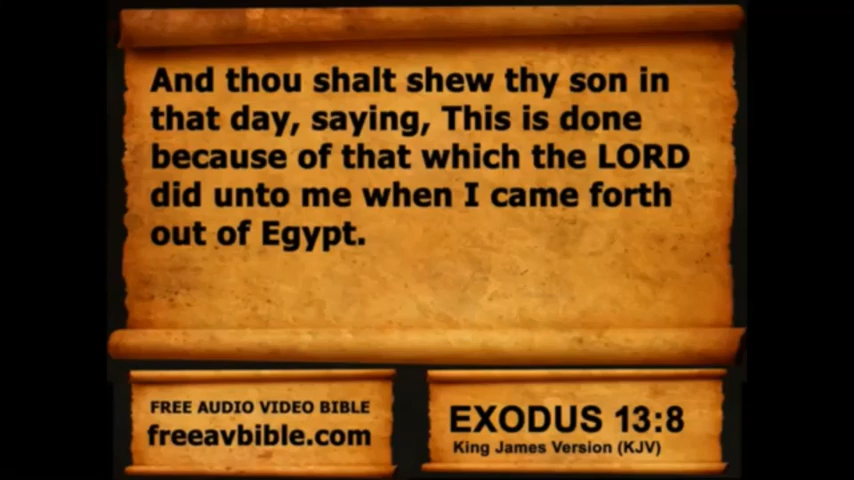 And thou shalt shew thy son in
that day, saying, This is done
because of that which the LORD
did unto me when I came forth
out of Egypt.
FREE AUDIO VIDEO BIBLE
freeavbible.com
EXODUS 13:8
King James Version (KJV)